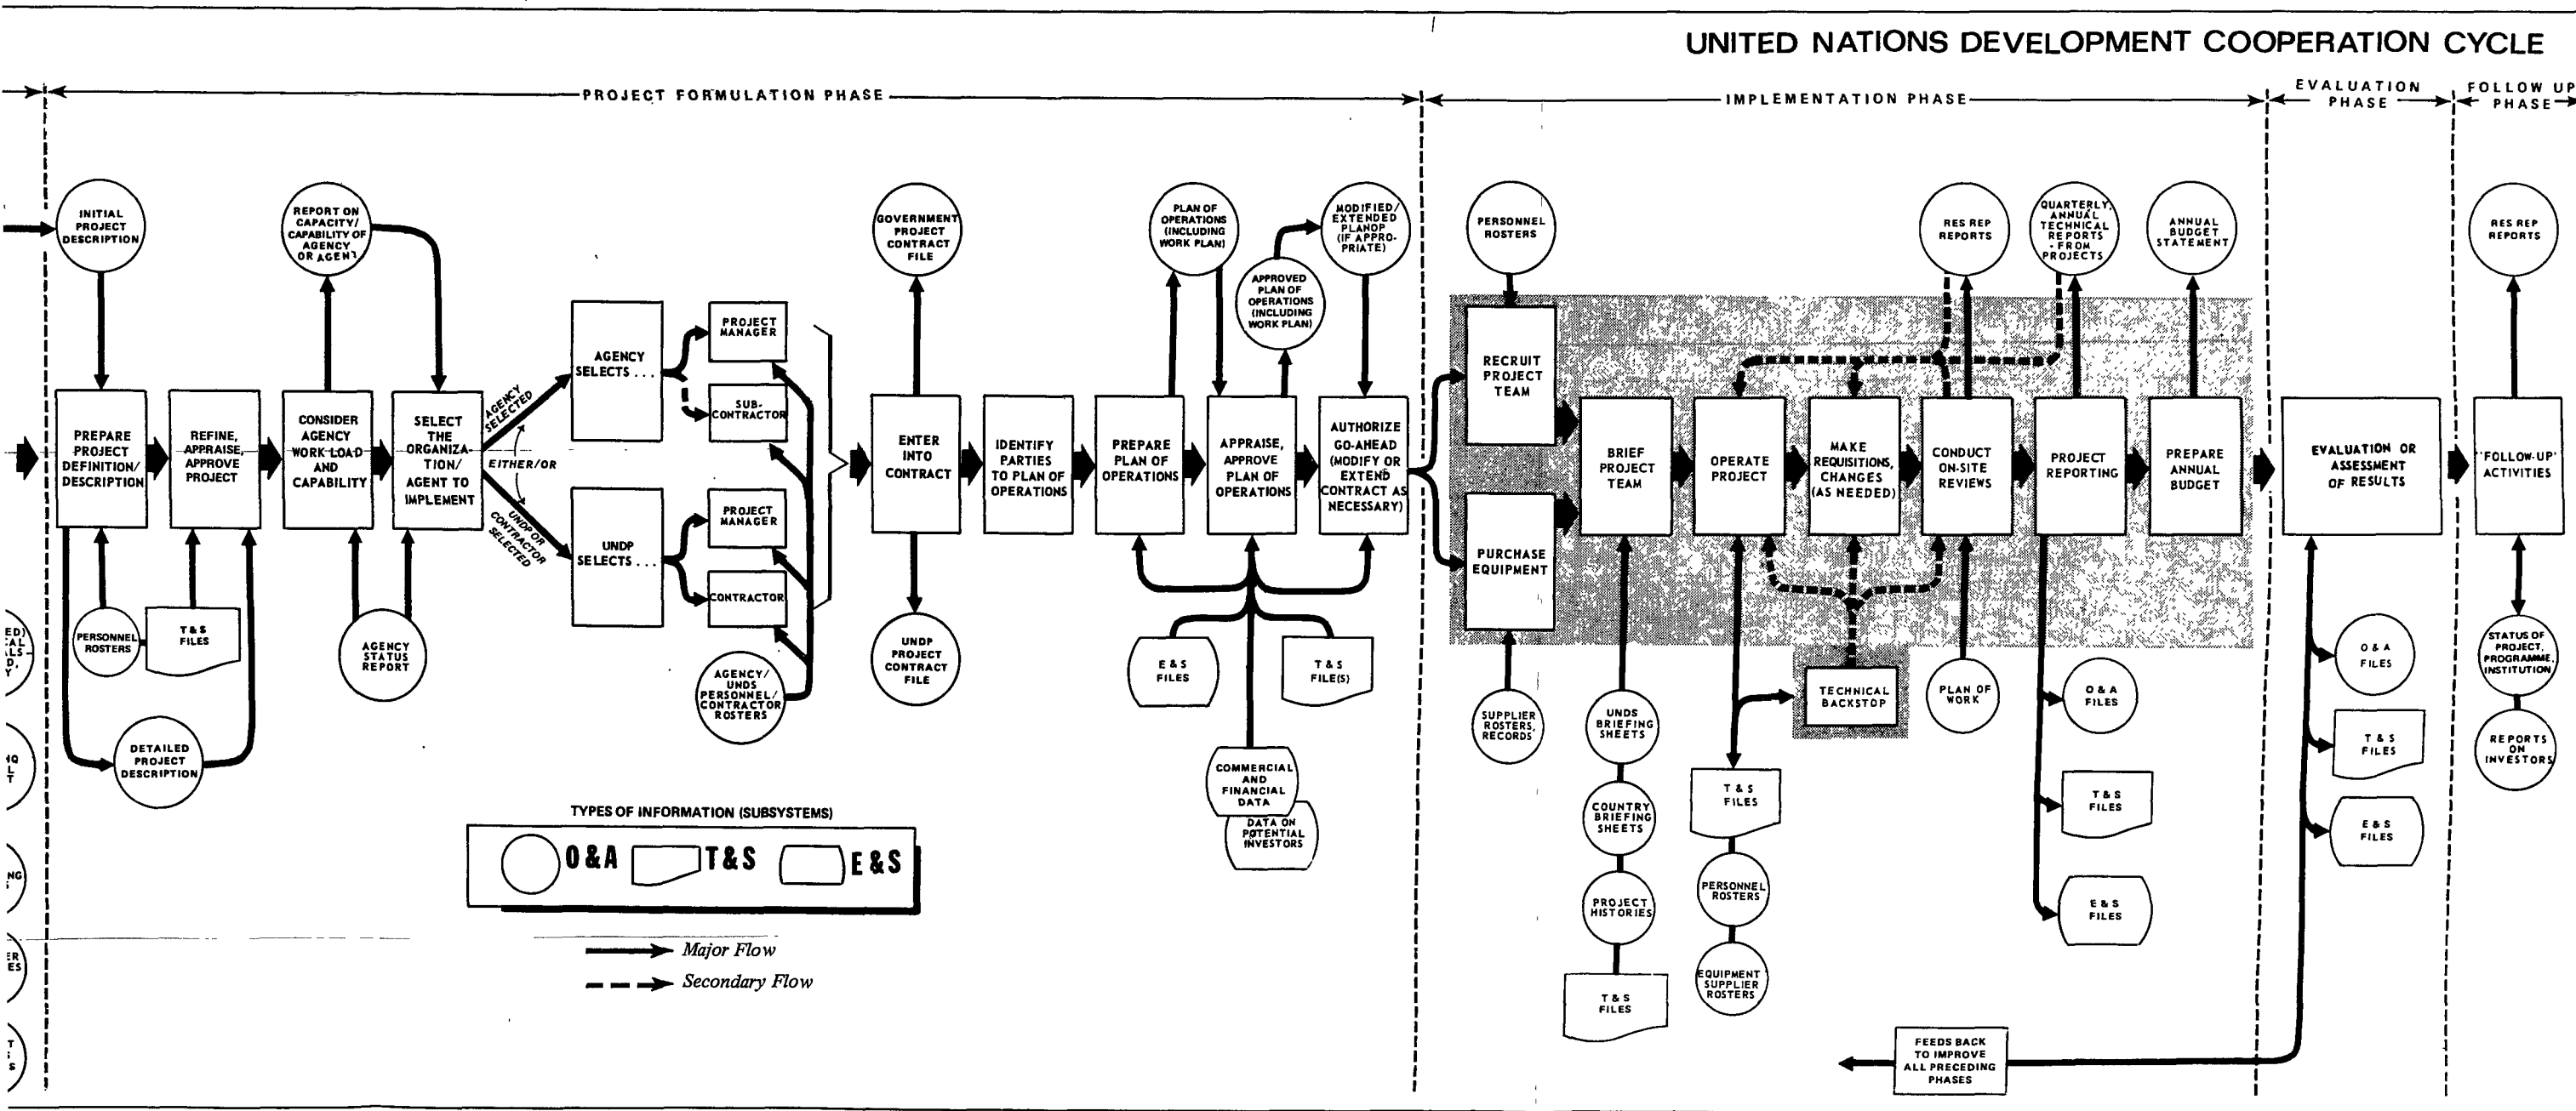 UNITED NATIONS DEVELOPMENT COOPERATION CYCLE
PROJECT FORMULATION PHASE
IMPLEMENTATION PHASE
EVALUATION
PHASE
FOLLOW UP
PHASE
INITIAL
PROJECT
DESCRIPTION
REPORT ON
CAPACITY/
CAPABILITY OF
AGENCY
OR AGENT
GOVERNMENT
PROJECT
CONTRACT
FILE
PLAN OF
OPERATIONS
(INCLUDING
WORK PLAN)
APPROVED
PLAN OF
OPERATIONS
(INCLUDING
WORK PLAN)
MODIFIED/
EXTENDED
PLANOP
(IF APPRO-
PRIATE)
PERSONNEL
ROSTERS
RES REP
REPORTS
QUARTERLY,
ANNUAL
TECHNICAL
REPORTS
- FROM
PROJECTS
ANNUAL
BUDGET
STATEMENT
RES REP
REPORTS
PREPARE
PROJECT
DEFINITION/
DESCRIPTION
REFINE,
APPRAISE,
APPROVE
PROJECT
CONSIDER
AGENCY
WORK LOAD
AND
CAPABILITY
SELECT
THE
ORGANIZA-
TION/
AGENT TO
IMPLEMENT
AGENCY
SELECTED
EITHER/OR
UNDP OR
CONTRACTOR
SELECTED
AGENCY
SELECTS . . .
PROJECT
MANAGER
SUB-
CONTRACTOR
UNDP
SELECTS . . .
PROJECT
MANAGER
CONTRACTOR
ENTER
INTO
CONTRACT
IDENTIFY
PARTIES
TO PLAN OF
OPERATIONS
PREPARE
PLAN OF
OPERATIONS
APPRAISE,
APPROVE
PLAN OF
OPERATIONS
AUTHORIZE
GO-AHEAD
(MODIFY OR
EXTEND
CONTRACT AS
NECESSARY)
RECRUIT
PROJECT
TEAM
PURCHASE
EQUIPMENT
BRIEF
PROJECT
TEAM
OPERATE
PROJECT
MAKE
REQUISITIONS,
CHANGES
(AS NEEDED)
CONDUCT
ON-SITE
REVIEWS
PROJECT
REPORTING
PREPARE
ANNUAL
BUDGET
EVALUATION OR
ASSESSMENT
OF RESULTS
'FOLLOW-UP'
ACTIVITIES
PERSONNEL
ROSTERS
T & S
FILES
AGENCY
STATUS
REPORT
DETAILED
PROJECT
DESCRIPTION
AGENCY/
UNDS
PERSONNEL/
CONTRACTOR
ROSTERS
UNDP
PROJECT
CONTRACT
FILE
E & S
FILES
T & S
FILE(S)
COMMERCIAL
AND
FINANCIAL
DATA
DATA ON
POTENTIAL
INVESTORS
SUPPLIER
ROSTERS,
RECORDS
UNDS
BRIEFING
SHEETS
COUNTRY
BRIEFING
SHEETS
PROJECT
HISTORIES
T & S
FILES
TECHNICAL
BACKSTOP
T & S
FILES
PERSONNEL
ROSTERS
EQUIPMENT
SUPPLIER
ROSTERS
PLAN OF
WORK
O & A
FILES
T & S
FILES
E & S
FILES
O & A
FILES
T & S
FILES
E & S
FILES
STATUS OF
PROJECT,
PROGRAMME,
INSTITUTION
REPORTS
ON
INVESTORS
TYPES OF INFORMATION (SUBSYSTEMS)
O & A
T & S
E & S
Major Flow
Secondary Flow
FEEDS BACK
TO IMPROVE
ALL PRECEDING
PHASES